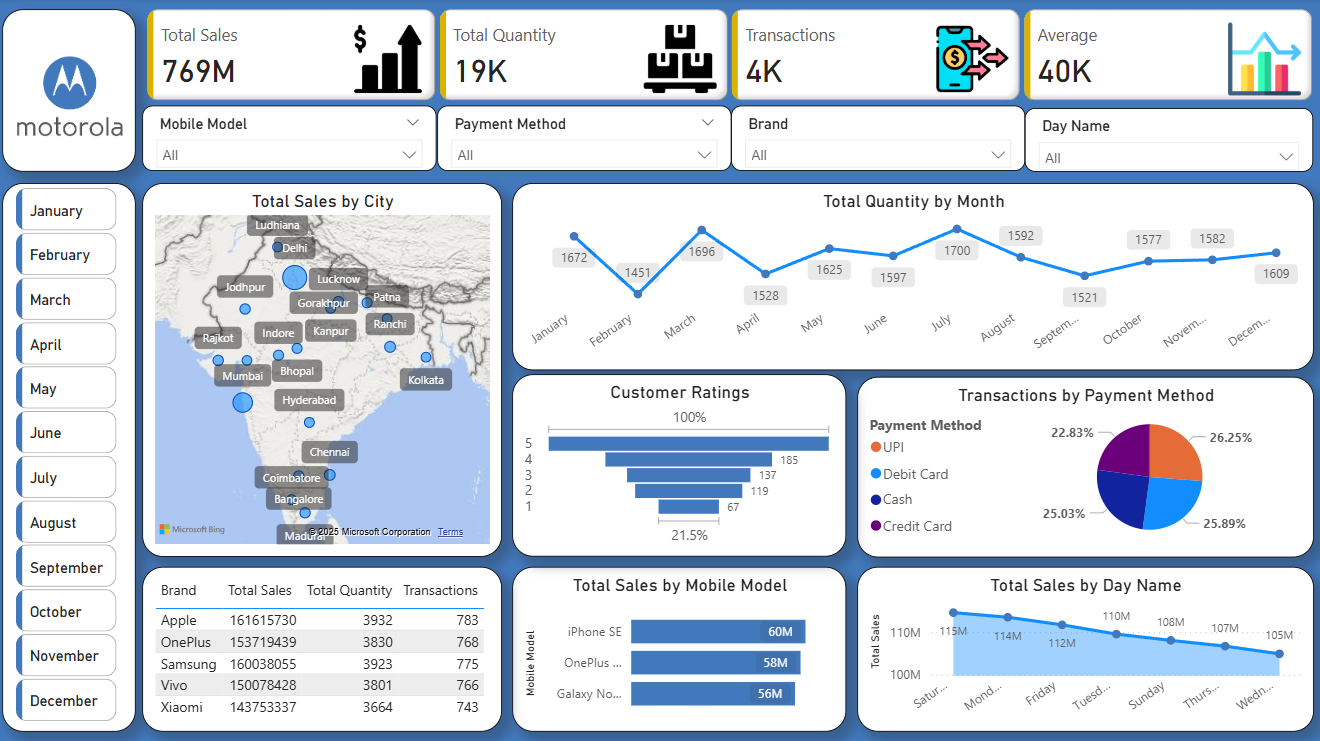 motorola
Total Sales
769M
Total Quantity
19K
Transactions
4K
Average
40K
Mobile Model
All
Payment Method
All
Brand
All
Day Name
All
January
February
March
April
May
June
July
August
September
October
November
December
Total Sales by City
Ludhiana
Delhi
Lucknow
Jodhpur
Gorakhpur
Patna
Ranchi
Rajkot
Indore
Kanpur
Mumbai
Bhopal
Kolkata
Hyderabad
Chennai
Coimbatore
Bangalore
Madurai
Microsoft Bing
© 2025 Microsoft Corporation Terms
Total Quantity by Month
1672
1451
1696
1528
1625
1597
1700
1592
1521
1577
1582
1609
January
February
March
April
May
June
July
August
Septem...
October
Novem...
Decem...
Customer Ratings
100%
5
4 185
3 137
2 119
1 67
21.5%
Transactions by Payment Method
Payment Method
UPI
Debit Card
Cash
Credit Card
22.83%
26.25%
25.03%
25.89%
Brand Total Sales Total Quantity Transactions
Apple 161615730 3932 783
OnePlus 153719439 3830 768
Samsung 160038055 3923 775
Vivo 150078428 3801 766
Xiaomi 143753337 3664 743
Total Sales by Mobile Model
Mobile Model
iPhone SE 60M
OnePlus ... 58M
Galaxy No... 56M
Total Sales by Day Name
Total Sales
110M
100M
115M
114M
112M
110M
108M
107M
105M
Satur...
Mond...
Friday
Tuesd...
Sunday
Thurs...
Wedn...